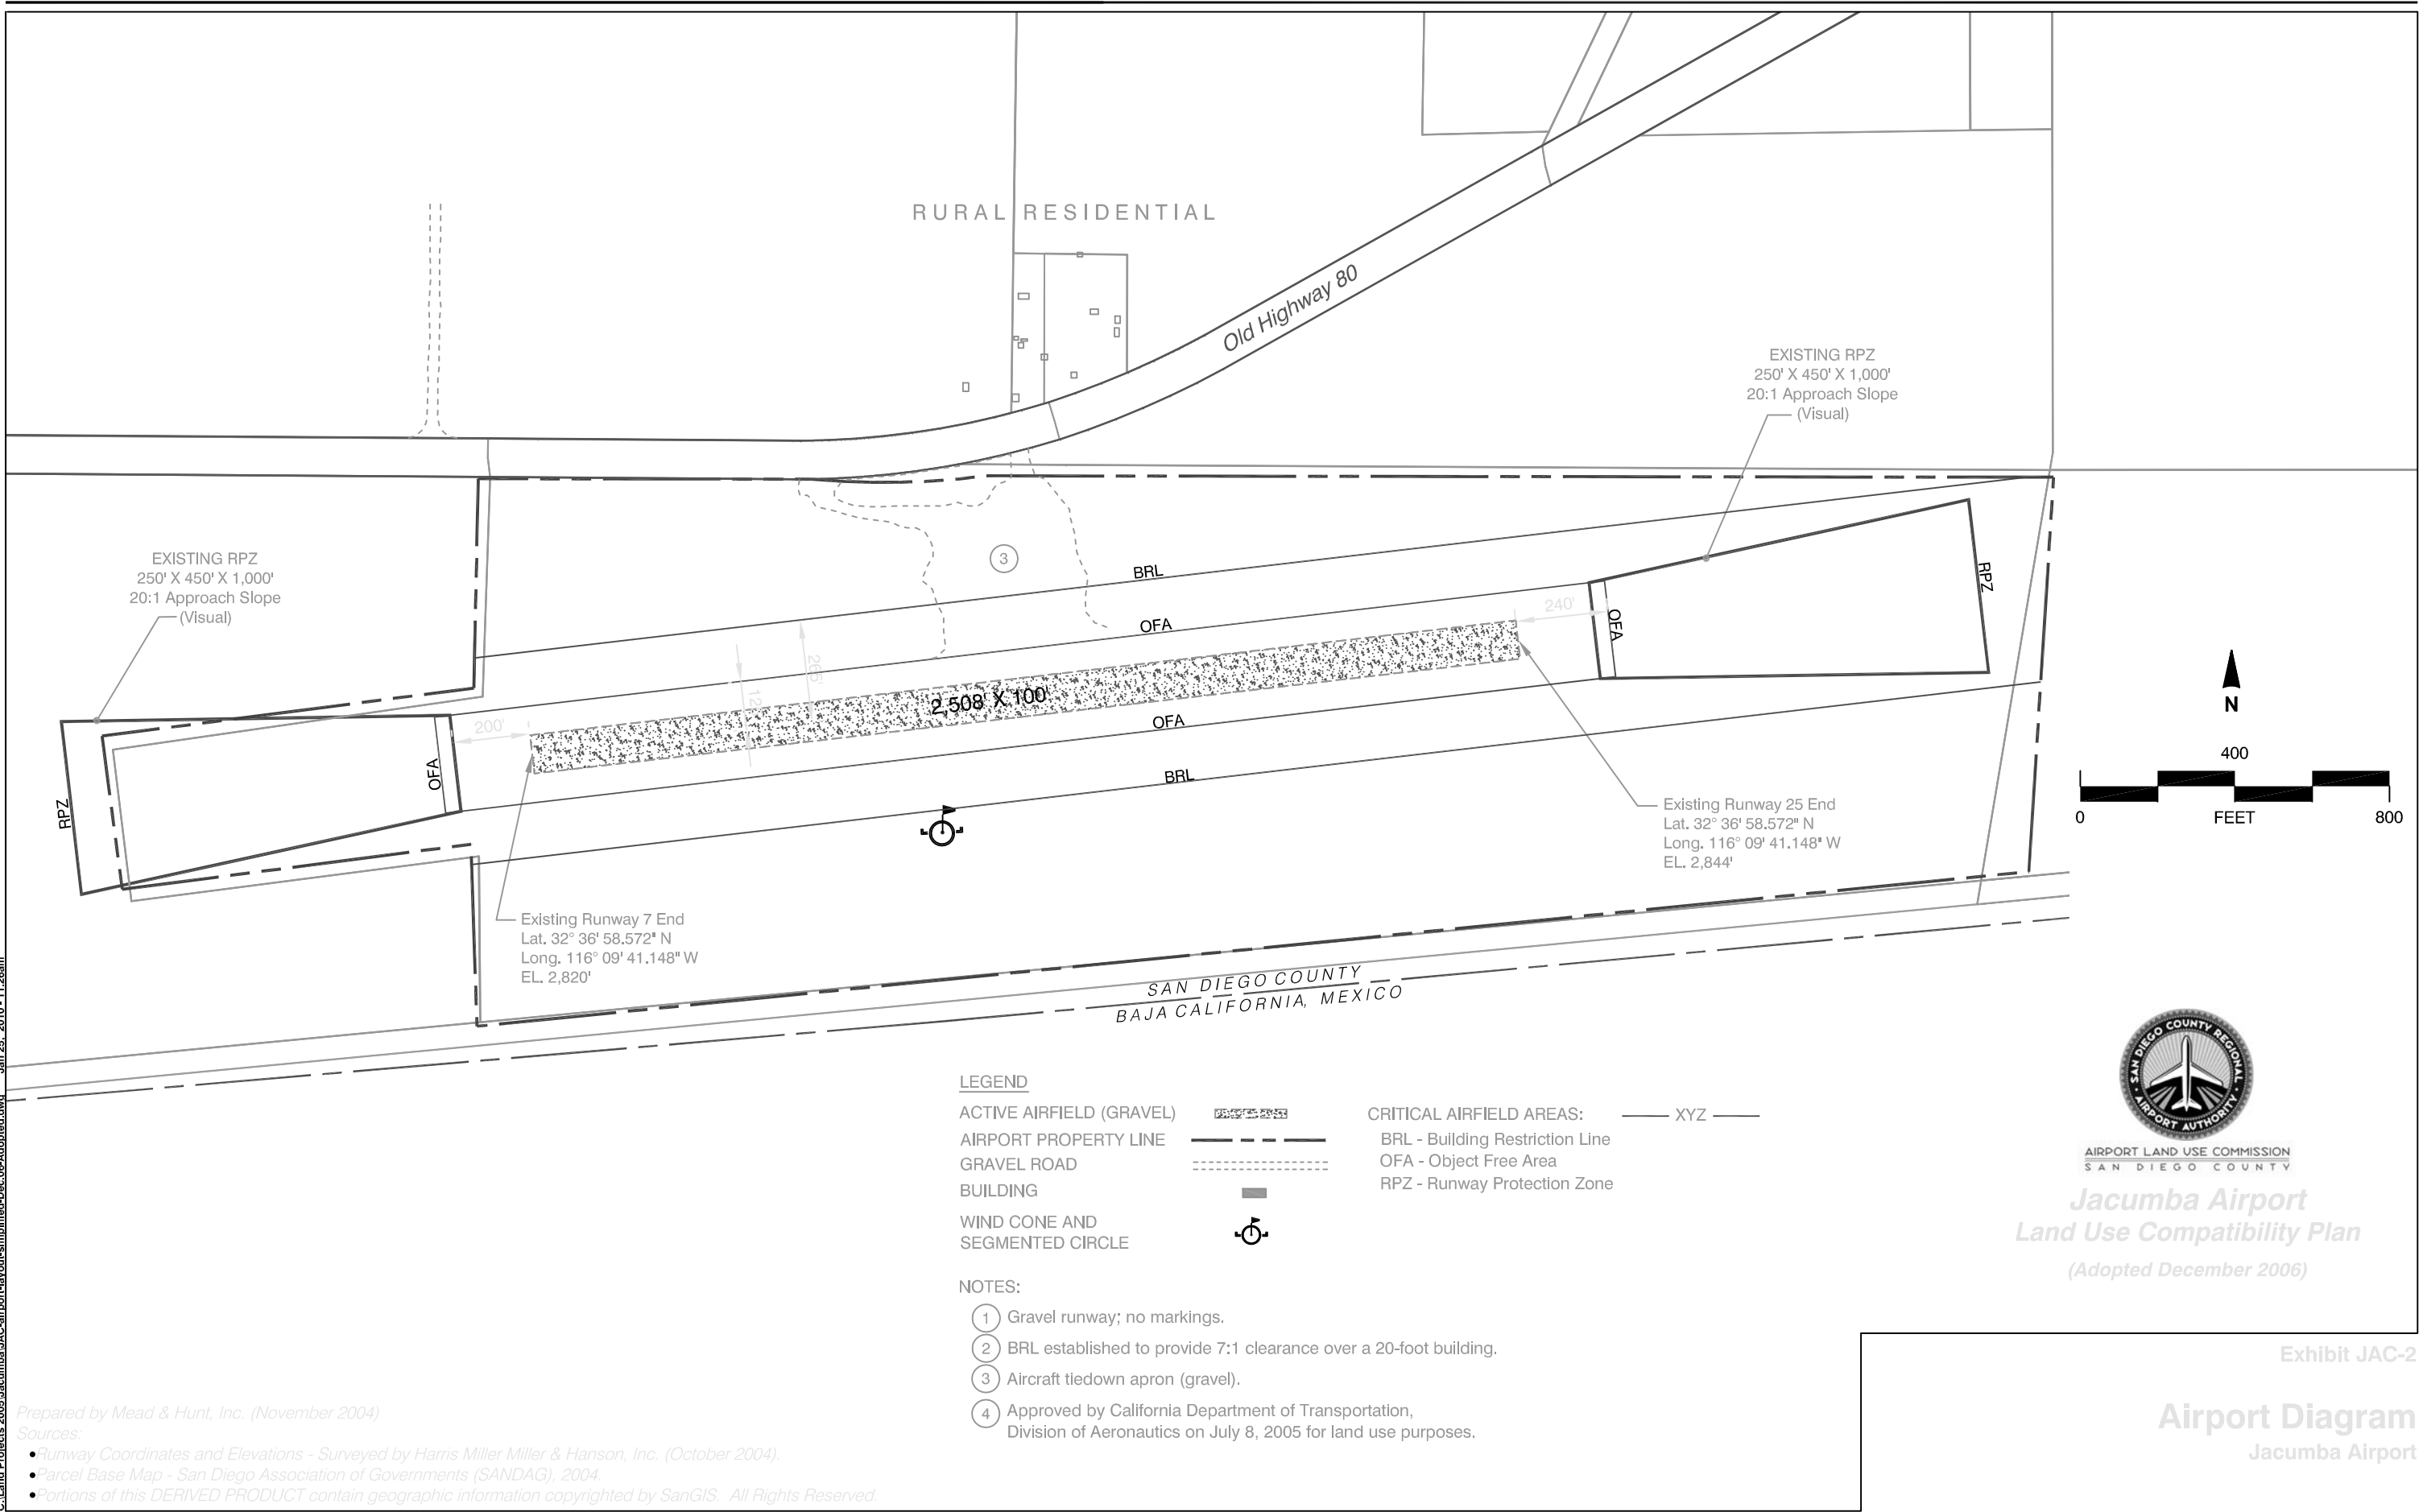 RURAL RESIDENTIAL
Old Highway 80
EXISTING RPZ
250' X 450' X 1,000'
20:1 Approach Slope
(Visual)
EXISTING RPZ
250' X 450' X 1,000'
20:1 Approach Slope
(Visual)
3
BRL
OFA
240'
OFA
RPZ
265'
2,508' X 100'
200'
OFA
OFA
BRL
RPZ
N
400
0 FEET 800
Existing Runway 25 End
Lat. 32° 36' 58.572" N
Long. 116° 09' 41.148" W
EL. 2,844'
Existing Runway 7 End
Lat. 32° 36' 58.572" N
Long. 116° 09' 41.148" W
EL. 2,820'
SAN DIEGO COUNTY
BAJA CALIFORNIA, MEXICO
LEGEND
ACTIVE AIRFIELD (GRAVEL)
AIRPORT PROPERTY LINE
GRAVEL ROAD
BUILDING
WIND CONE AND
SEGMENTED CIRCLE
CRITICAL AIRFIELD AREAS: XYZ
BRL - Building Restriction Line
OFA - Object Free Area
RPZ - Runway Protection Zone
NOTES:
1 Gravel runway; no markings.
2 BRL established to provide 7:1 clearance over a 20-foot building.
3 Aircraft tiedown apron (gravel).
4 Approved by California Department of Transportation,
Division of Aeronautics on July 8, 2005 for land use purposes.
SAN DIEGO COUNTY REGIONAL
AIRPORT AUTHORITY
AIRPORT LAND USE COMMISSION
SAN DIEGO COUNTY
Jacumba Airport
Land Use Compatibility Plan
(Adopted December 2006)
Exhibit JAC-2
Airport Diagram
Jacumba Airport
Prepared by Mead & Hunt, Inc. (November 2004)
Sources:
•Runway Coordinates and Elevations - Surveyed by Harris Miller Miller & Hanson, Inc. (October 2004).
•Parcel Base Map - San Diego Association of Governments (SANDAG), 2004.
•Portions of this DERIVED PRODUCT contain geographic information copyrighted by SanGIS. All Rights Reserved.